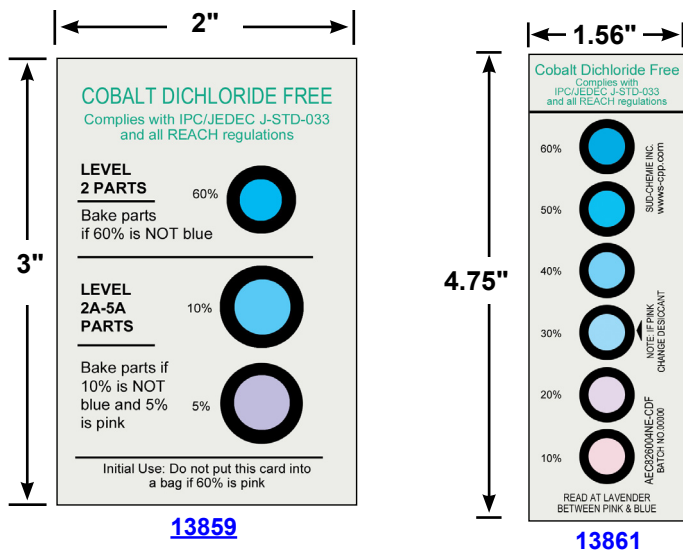 2"
3"
COBALT DICHLORIDE FREE
Complies with IPC/JEDEC J-STD-033
and all REACH regulations
LEVEL
2 PARTS
60%
Bake parts
if 60% is NOT blue
LEVEL
2A-5A
PARTS
10%
Bake parts if
10% is NOT
blue and 5%
is pink
5%
Initial Use: Do not put this card into
a bag if 60% is pink
13859
1.56"
4.75"
Cobalt Dichloride Free
Complies with
IPC/JEDEC J-STD-033
and all REACH regulations
60%
50%
40%
30%
20%
10%
SUD-CHEMIE INC.
wwws-cpp.com
NOTE: IF PINK
CHANGE DESICCANT
AEC826004NE-CDF
BATCH NO.00000
READ AT LAVENDER
BETWEEN PINK & BLUE
13861